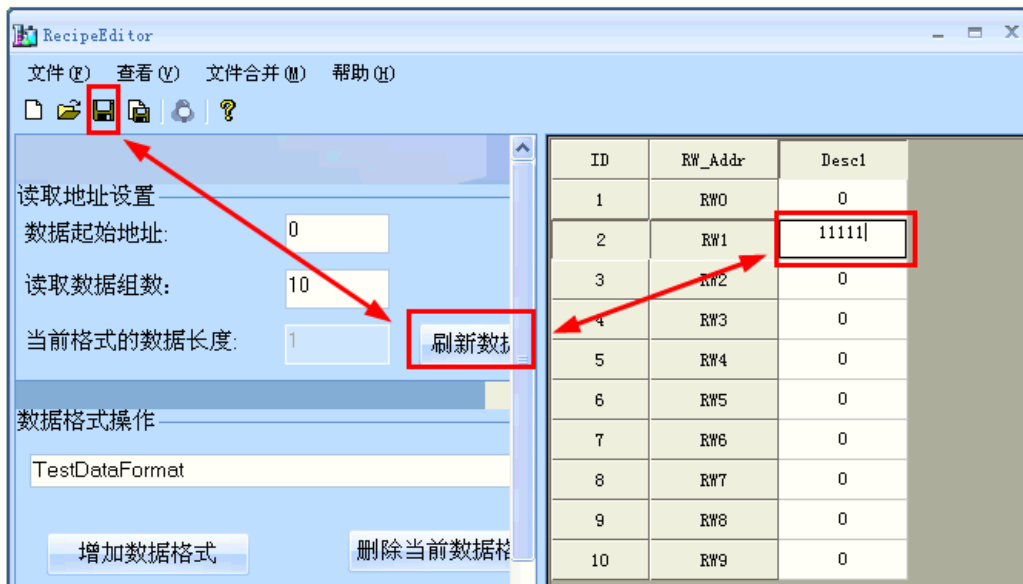 RecipeEditor
文件(F) 查看(V) 文件合并(M) 帮助(H)
读取地址设置
数据起始地址: 0
读取数据组数: 10
当前格式的数据长度: 1 刷新数据
数据格式操作
TestDataFormat
增加数据格式 删除当前数据格
ID RW_Addr Desc1
1 RW0 0
2 RW1 11111
3 RW2 0
4 RW3 0
5 RW4 0
6 RW5 0
7 RW6 0
8 RW7 0
9 RW8 0
10 RW9 0